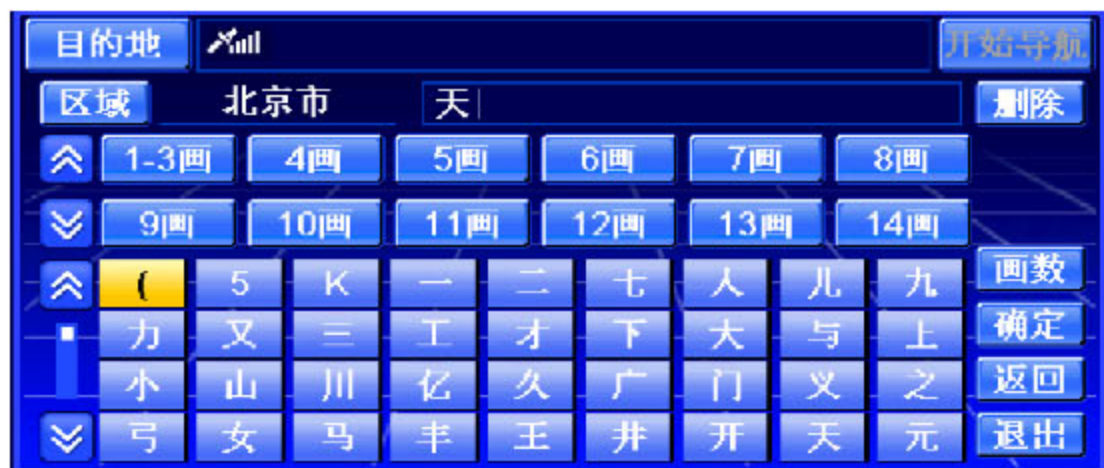 目的地 开始导航
区域 北京市 天 删除
1-3画 4画 5画 6画 7画 8画
9画 10画 11画 12画 13画 14画
( 5 K 一 二 七 人 儿 九 画数
力 又 三 工 才 下 大 与 上 确定
小 山 川 亿 久 广 门 义 之 返回
弓 女 马 丰 王 井 开 天 元 退出